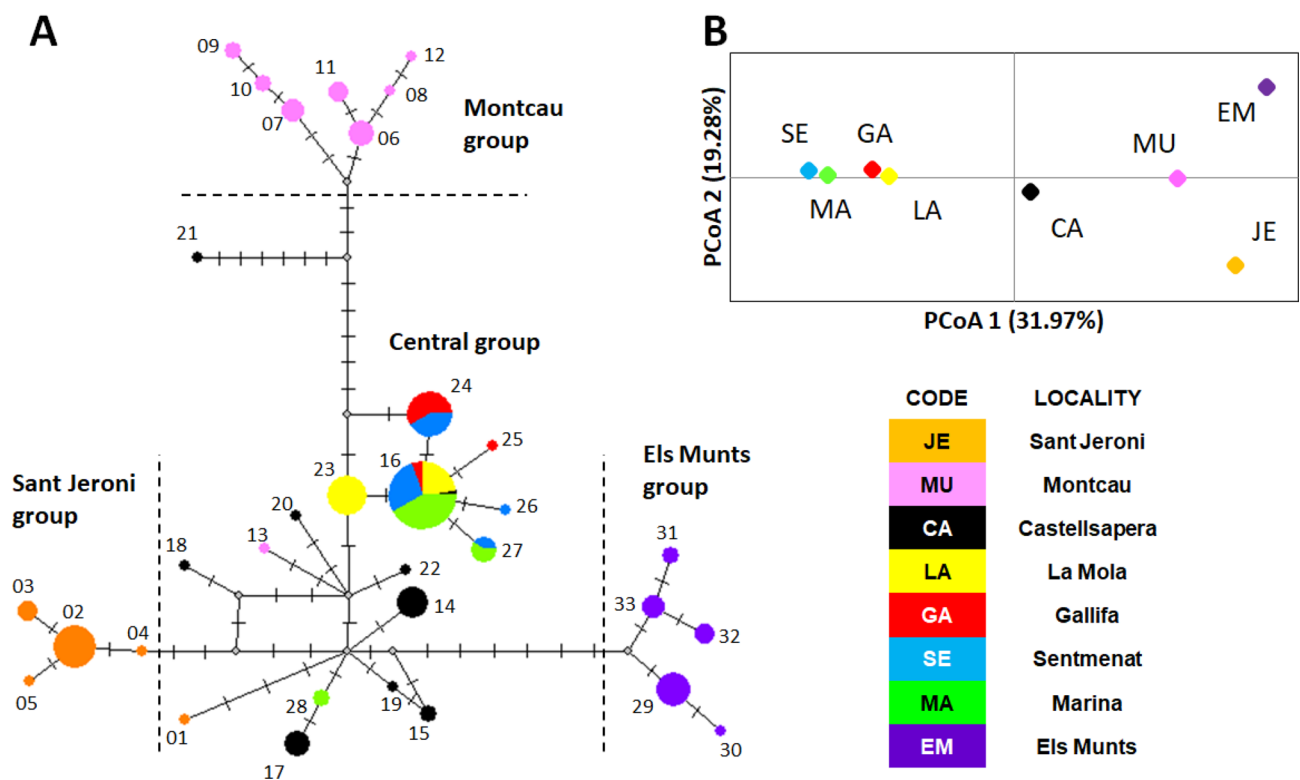 A
09
12
11
10
08
07
06
Montcau
group
21
Central group
24
25
16
23
26
20
27
13
18
22
14
Sant Jeroni
group
03
02
04
05
01
28
17
19
15
Els Munts
group
31
33
32
29
30
B
PCoA 2 (19.28%)
EM
SE
GA
MU
MA
LA
CA
JE
PCoA 1 (31.97%)
CODE LOCALITY
JE Sant Jeroni
MU Montcau
CA Castellsapera
LA La Mola
GA Gallifa
SE Sentmenat
MA Marina
EM Els Munts